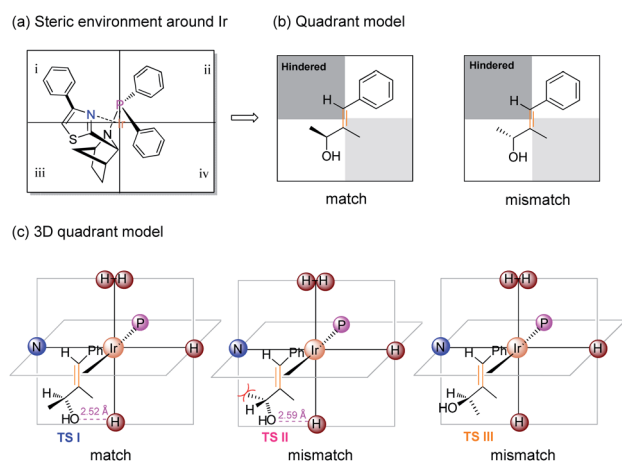 (a) Steric environment around Ir
(b) Quadrant model
i
ii
iii
iv
N
P
Ir
S
N
Hindered
H
OH
match
Hindered
H
OH
mismatch
(c) 3D quadrant model
H H
P
N
Ir
H
H
Ph
H
HO
2.52 Å
H
TS I
match
H H
P
N
Ir
H
H
Ph
H
HO
2.59 Å
H
TS II
mismatch
H H
P
N
Ir
H
H
Ph
H
HO
H
TS III
mismatch